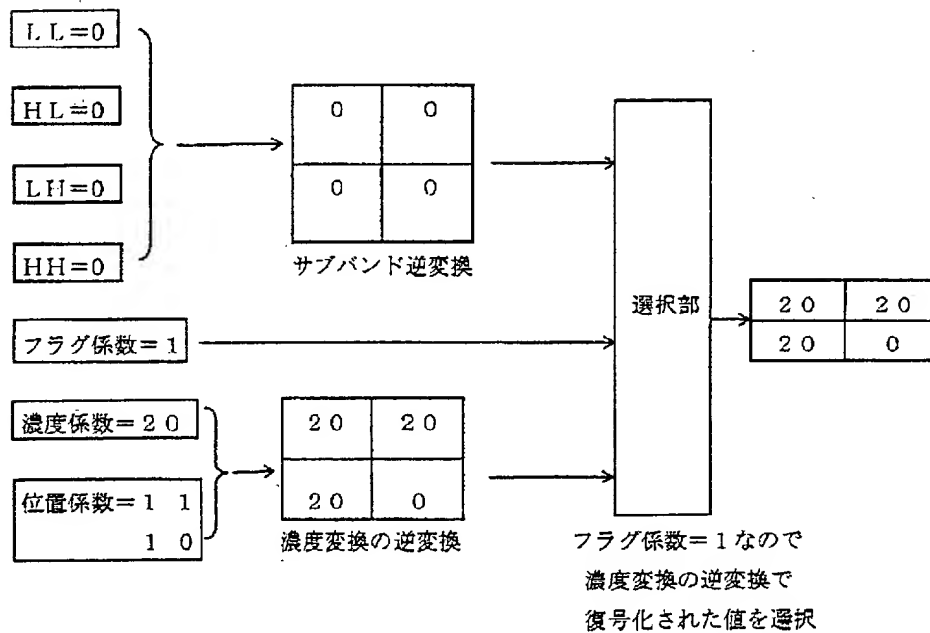 LL=0
HL=0
LH=0
HH=0
0 0
0 0
サブバンド逆変換
フラグ係数=1
濃度係数=20
位置係数=1 1
1 0
20 20
20 0
濃度変換の逆変換
選択部
20 20
20 0
フラグ係数=1なので
濃度変換の逆変換で
復号化された値を選択